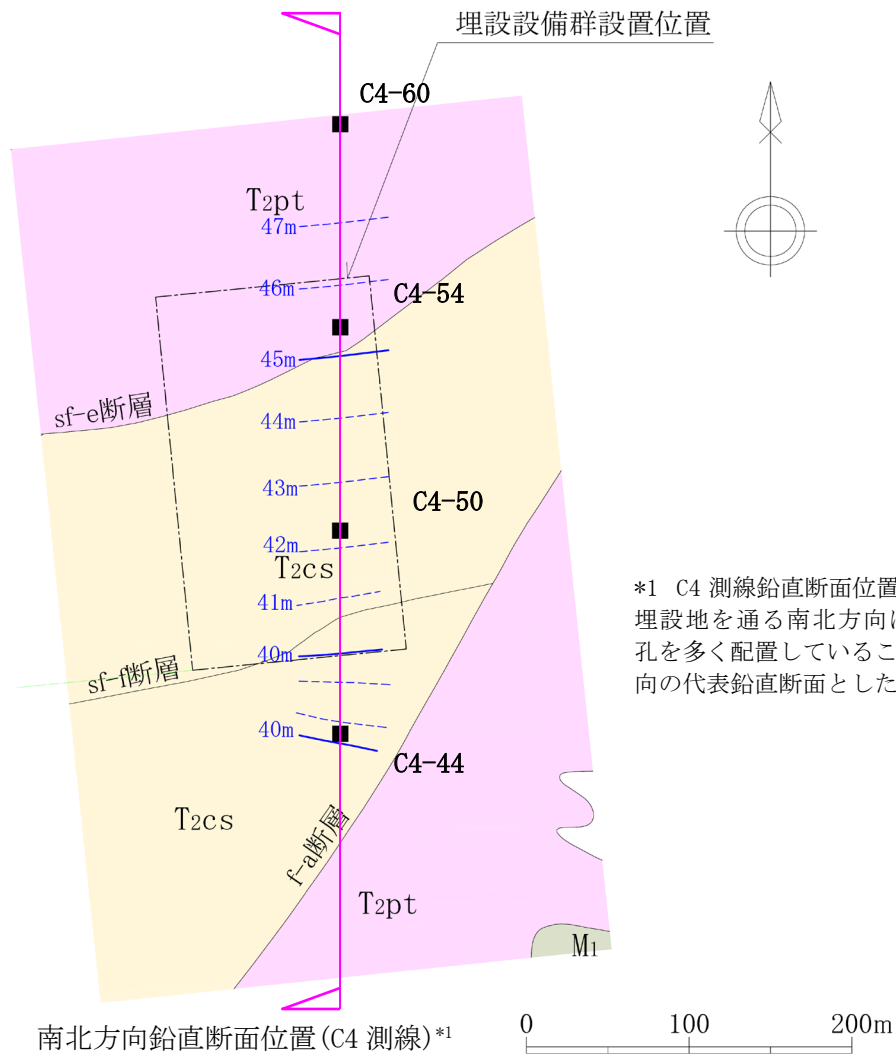 埋設設備群設置位置
C4-60
T2pt
47m
46m
C4-54
45m
sf-e断層
44m
43m
C4-50
42m
T2cs
41m
*1 C4 測線鉛直断面位置
埋設地を通る南北方向に
孔を多く配置しているこ
向の代表鉛直断面とした
40m
sf-f断層
40m
C4-44
T2cs
f-a断層
T2pt
M1
南北方向鉛直断面位置(C4 測線)*1
0 100 200m